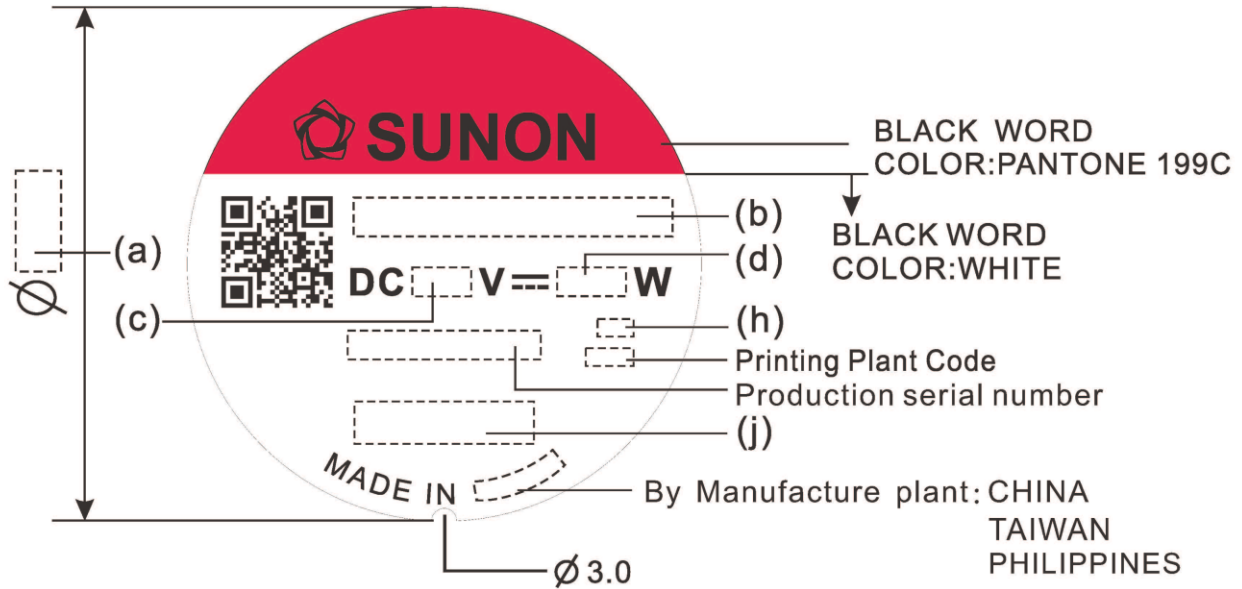 SUNON
BLACK WORD
COLOR:PANTONE 199C
(b)
BLACK WORD
COLOR:WHITE
(a)
DC V W
(d)
(c)
(h)
Printing Plant Code
Production serial number
(j)
MADE IN
By Manufacture plant: CHINA
TAIWAN
PHILIPPINES
Ø
Ø 3.0